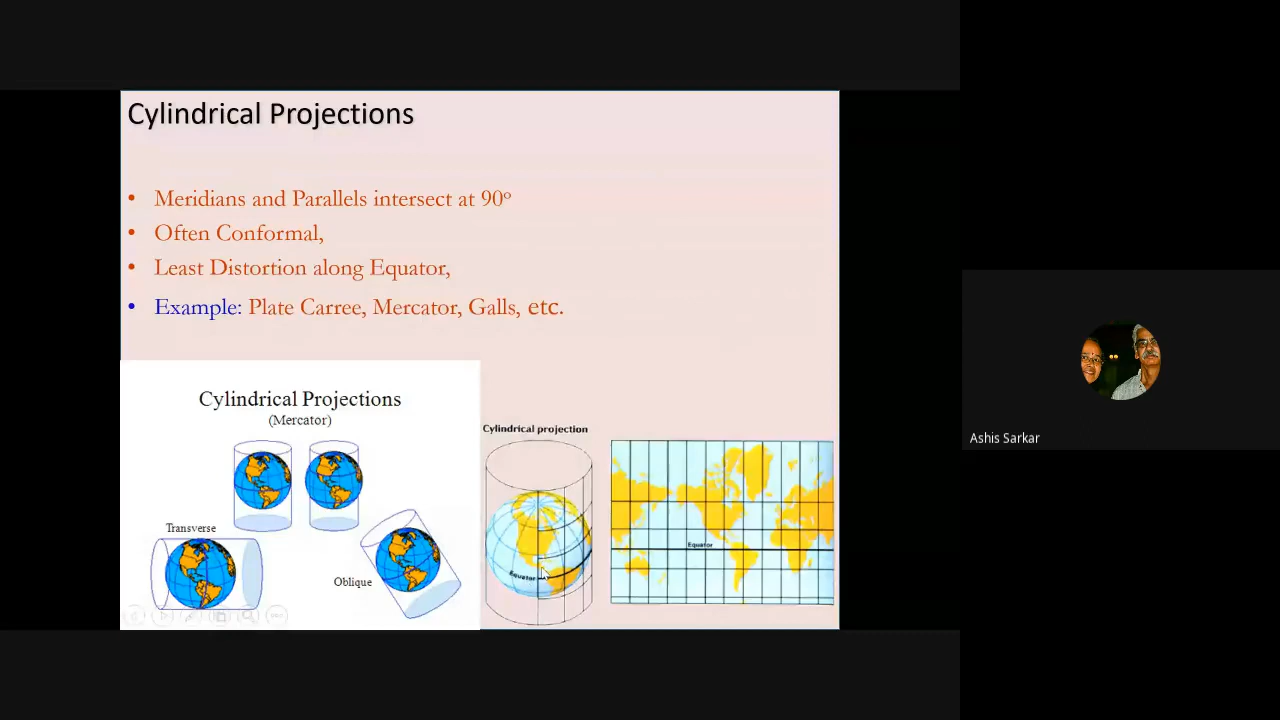 Cylindrical Projections
• Meridians and Parallels intersect at 90º
• Often Conformal,
• Least Distortion along Equator,
• Example: Plate Carree, Mercator, Galls, etc.
Cylindrical Projections
(Mercator)
Transverse
Oblique
Cylindrical projection
Equator
Equator
Ashis Sarkar